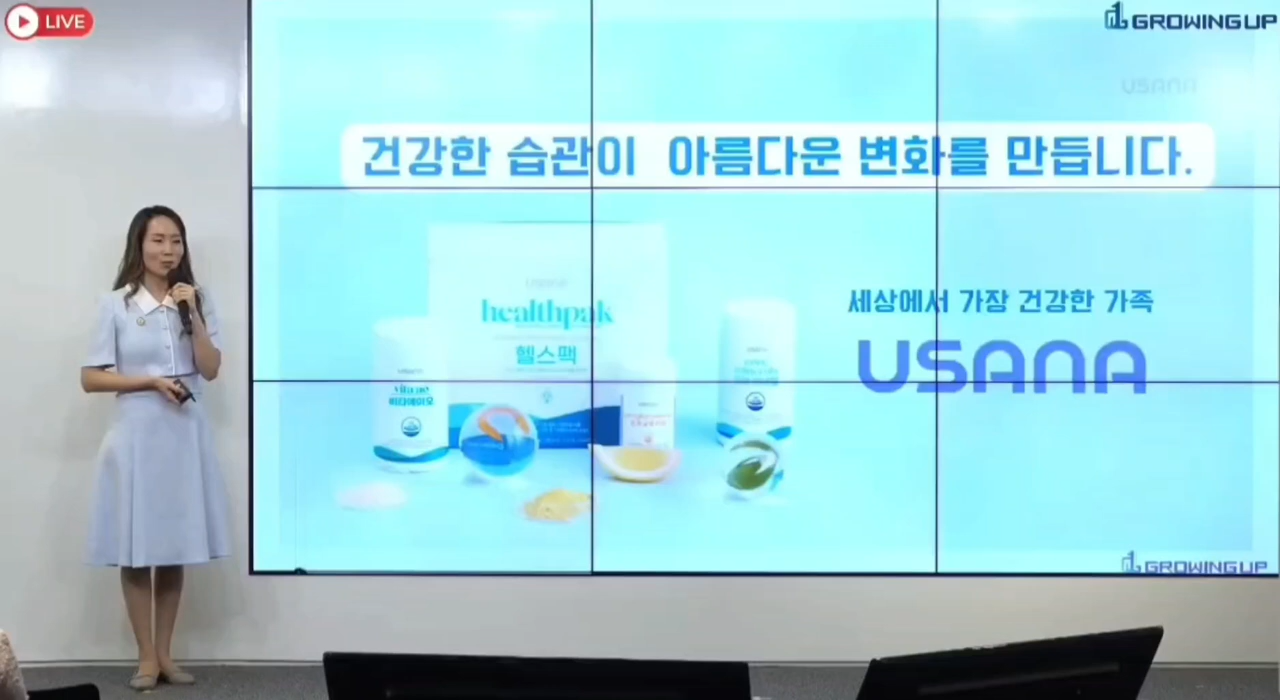 LIVE
GROWING UP
USANA
건강한 습관이 아름다운 변화를 만듭니다.
세상에서 가장 건강한 가족
USANA
healthpak
헬스팩
비타에이오
GROWING UP